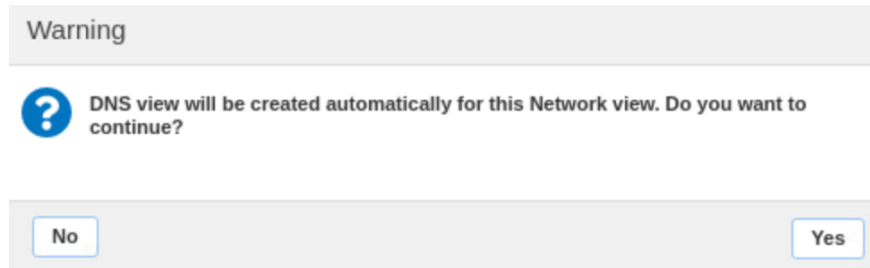 Warning
DNS view will be created automatically for this Network view. Do you want to
continue?
No
Yes